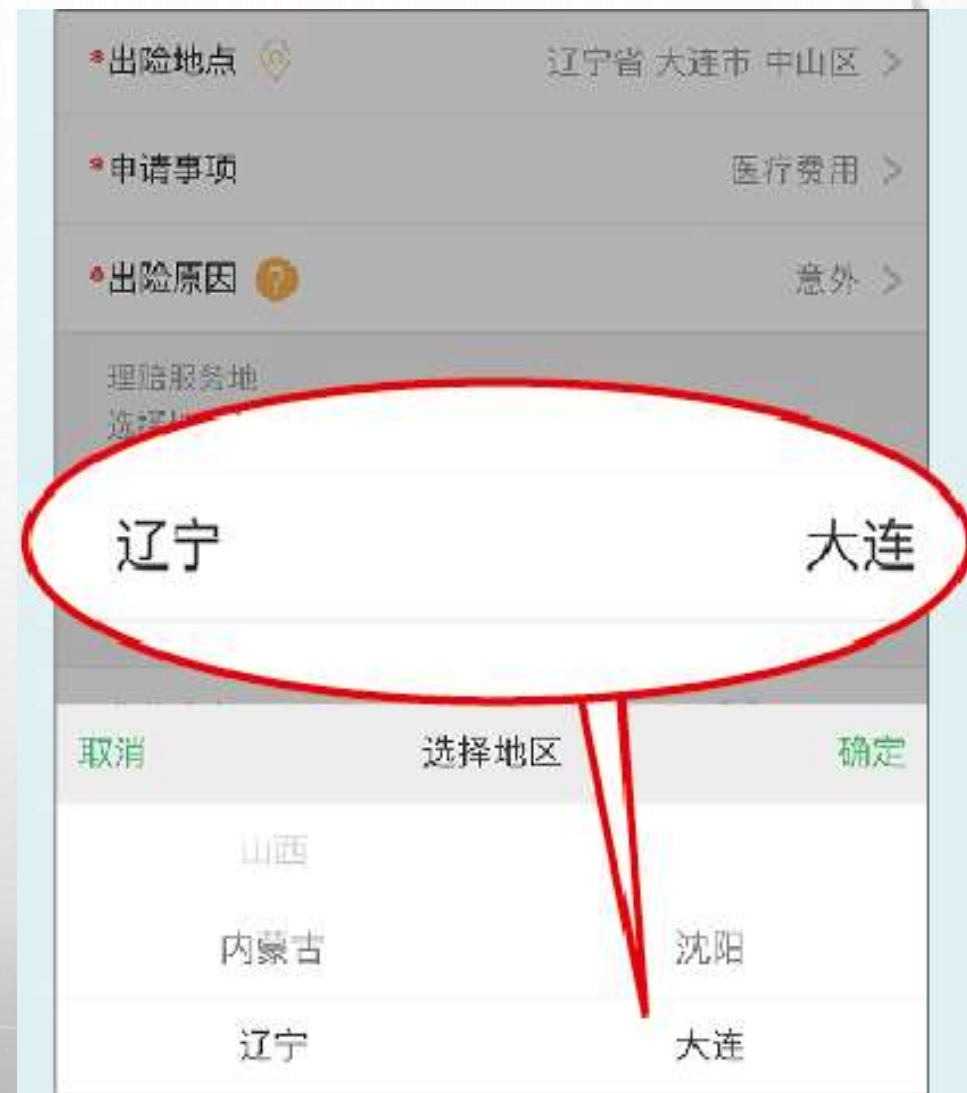 *出险地点 辽宁省 大连市 中山区 >
*申请事项 医疗费用 >
*出险原因 ? 意外 >
理赔服务地
选择
辽宁 大连
取消 选择地区 确定
山西
内蒙古 沈阳
辽宁 大连